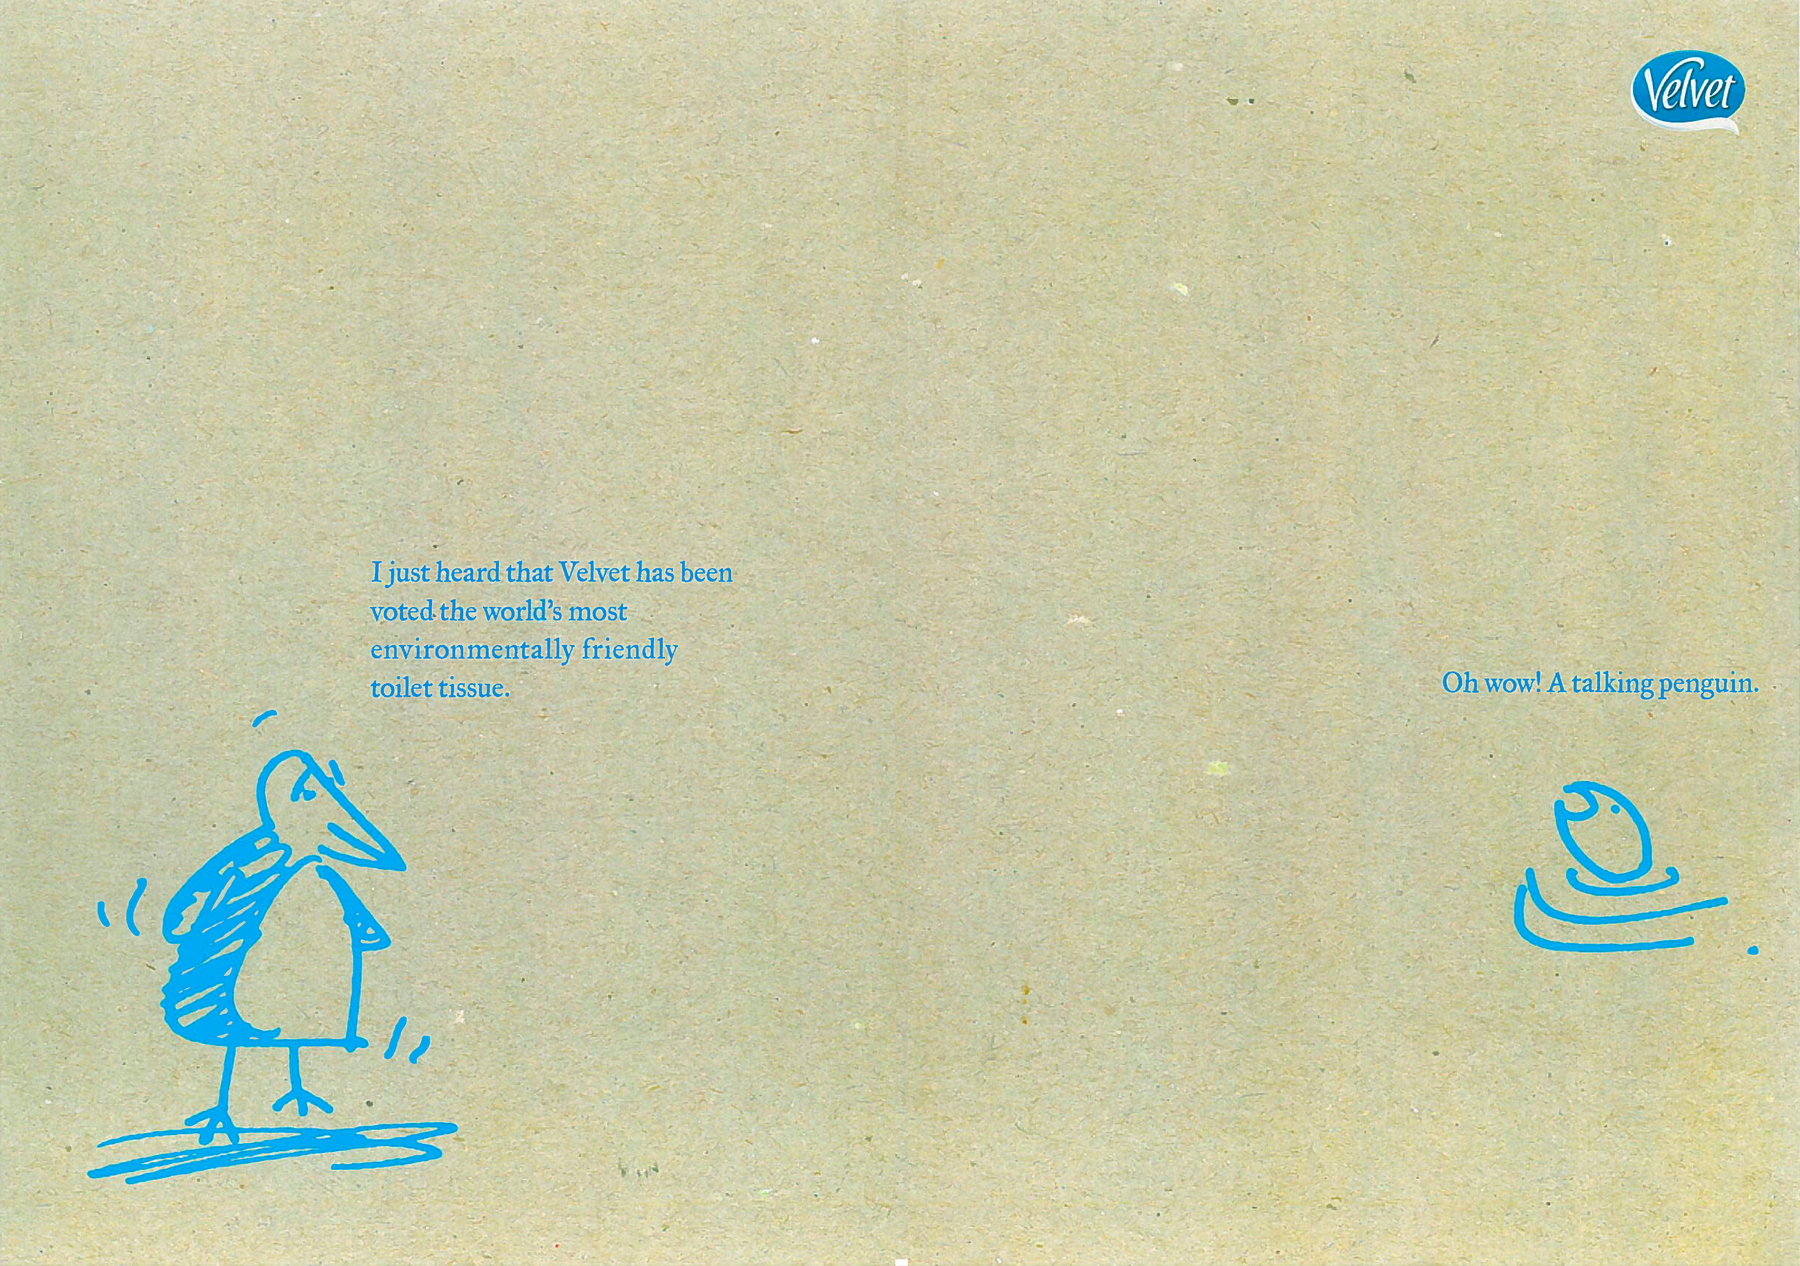 Velvet
I just heard that Velvet has been
voted the world's most
environmentally friendly
toilet tissue.
Oh wow! A talking penguin.